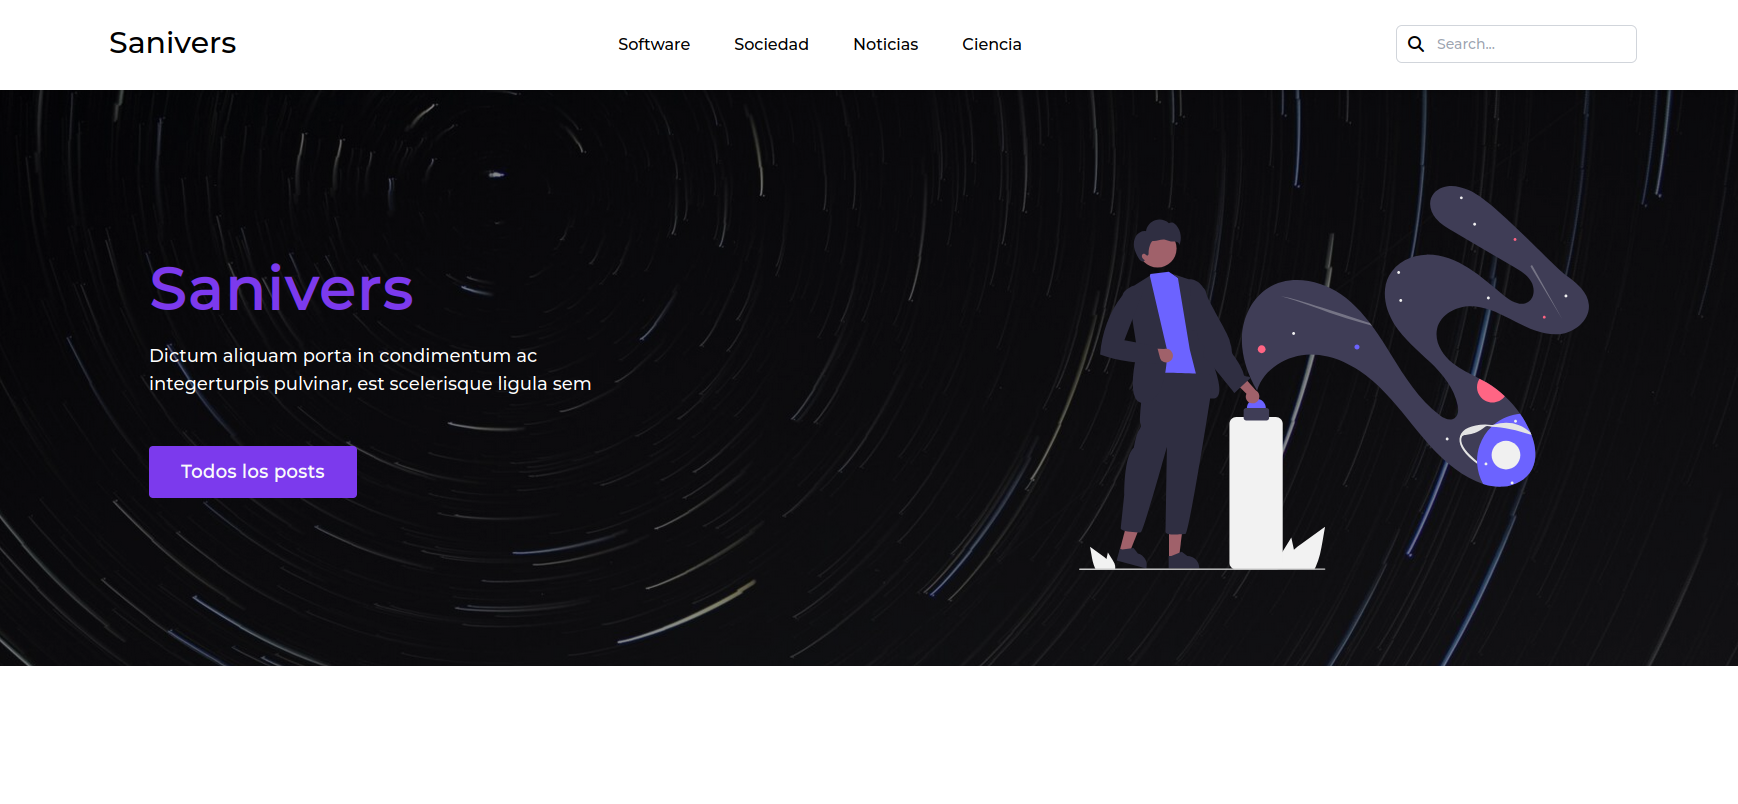 Sanivers
Software
Sociedad
Noticias
Ciencia
Search...
Sanivers
Dictum aliquam porta in condimentum ac
integerturpis pulvinar, est scelerisque ligula sem
Todos los posts